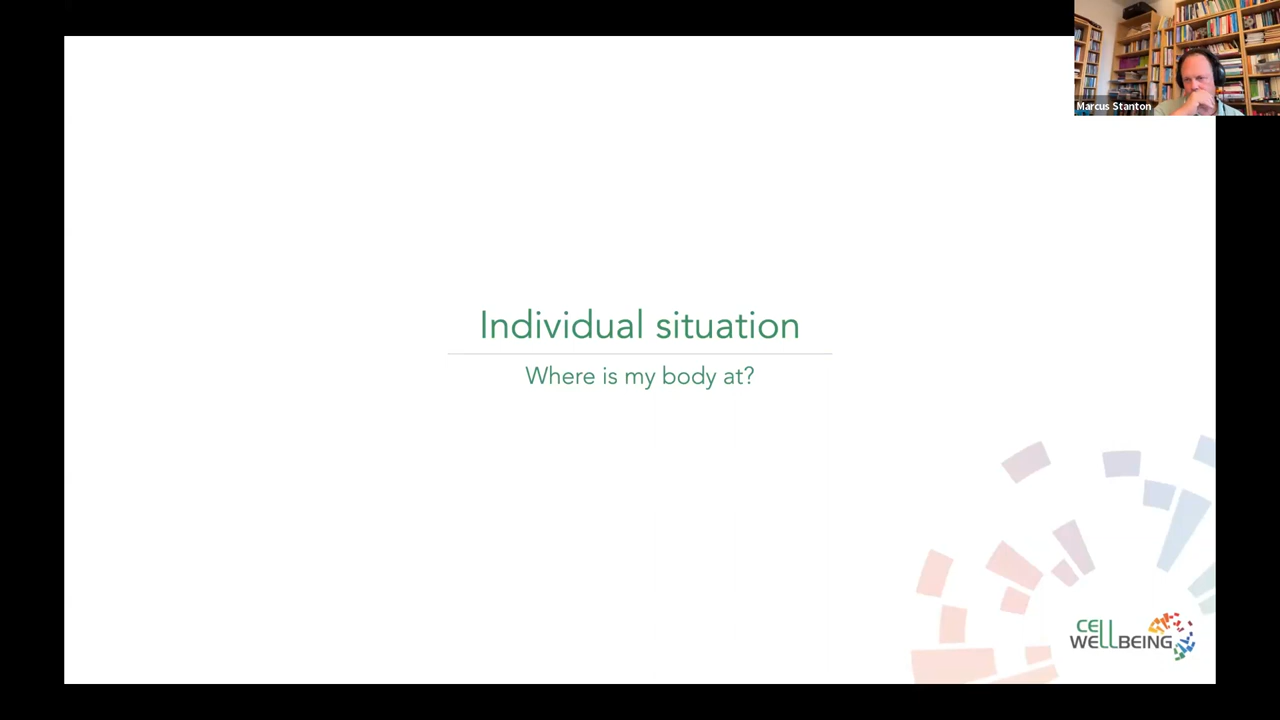 Marcus Stanton
Individual situation
Where is my body at?
CELL
WELLBEING